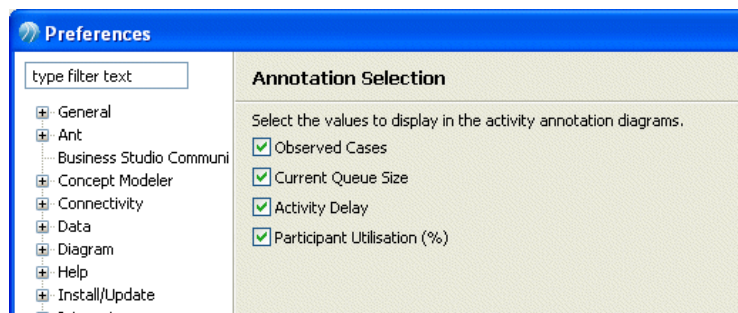 Preferences
type filter text
General
Ant
Business Studio Communi
Concept Modeler
Connectivity
Data
Diagram
Help
Install/Update
Annotation Selection
Select the values to display in the activity annotation diagrams.
Observed Cases
Current Queue Size
Activity Delay
Participant Utilisation (%)